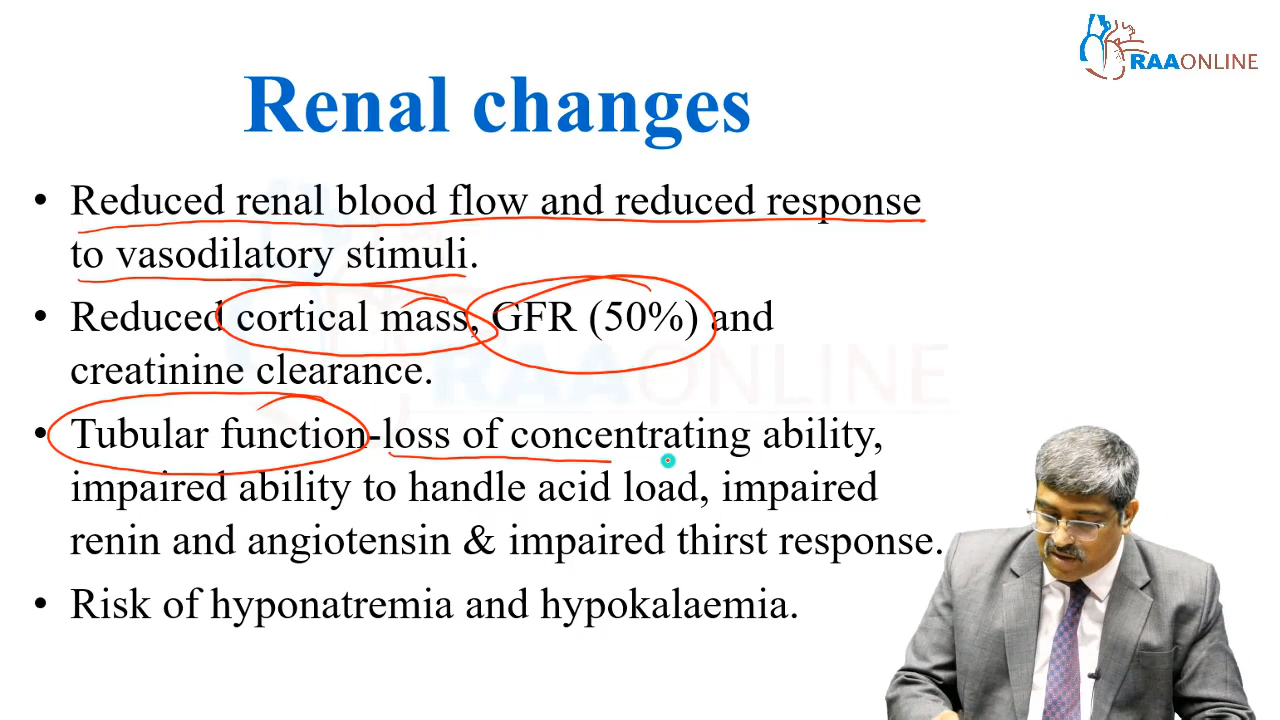 RAAONLINE
Renal changes
• Reduced renal blood flow and reduced response
to vasodilatory stimuli.
• Reduced cortical mass, GFR (50%) and
creatinine clearance.
• Tubular function-loss of concentrating ability,
impaired ability to handle acid load, impaired
renin and angiotensin & impaired thirst response.
• Risk of hyponatremia and hypokalaemia.
RAAONLINE